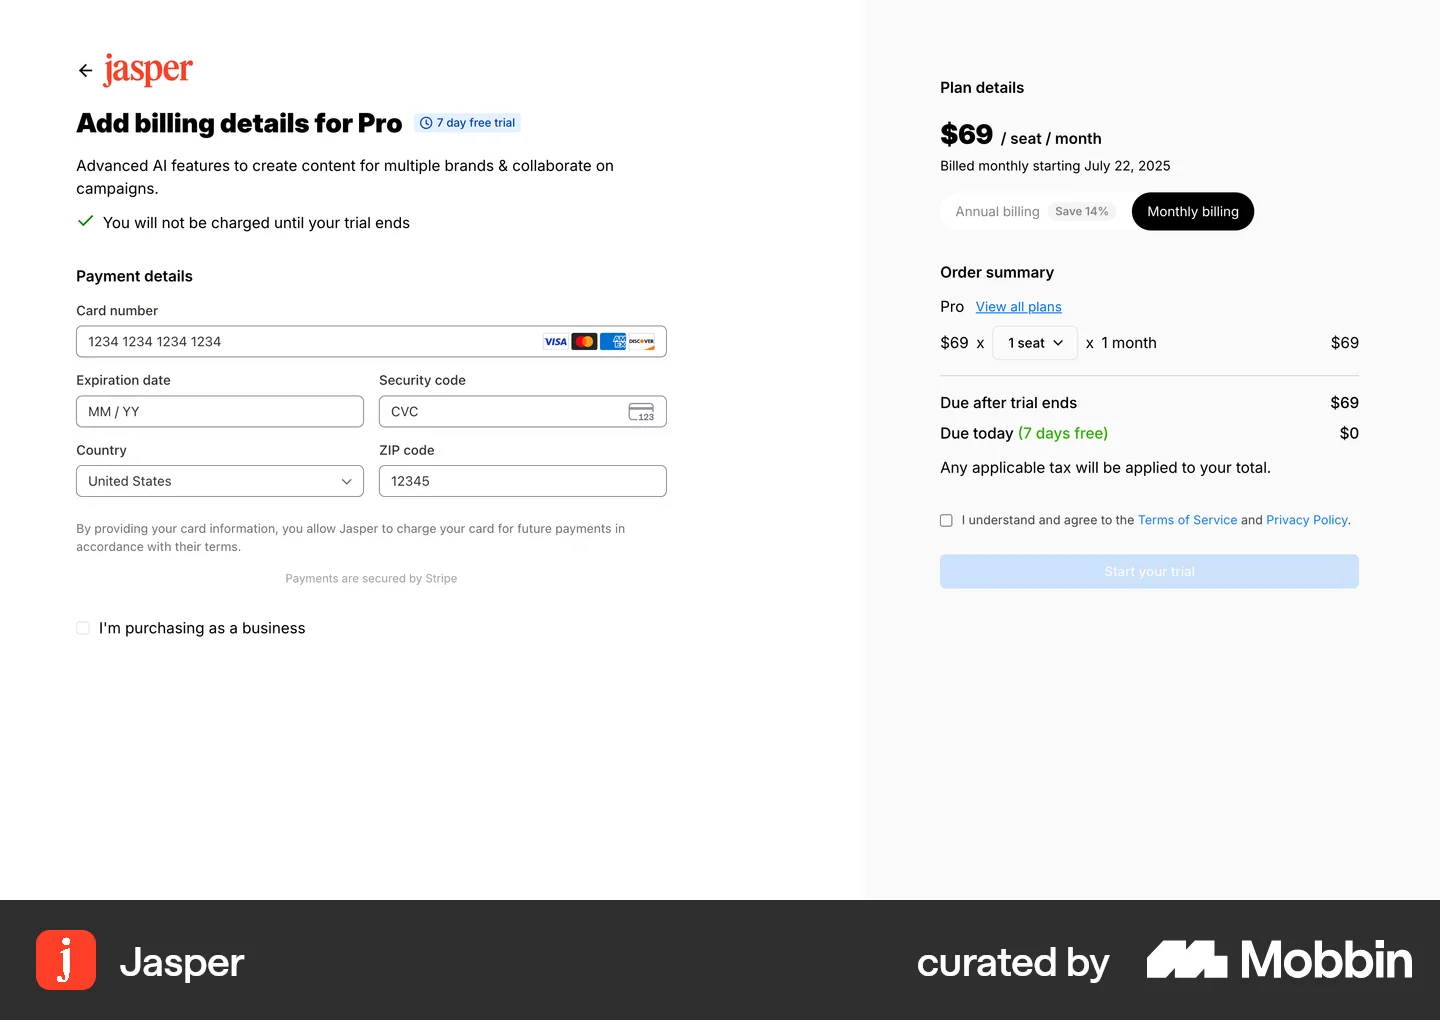 jasper
Add billing details for Pro
7 day free trial
Advanced AI features to create content for multiple brands & collaborate on
campaigns.
You will not be charged until your trial ends
Payment details
Card number
1234 1234 1234 1234
VISA
AM EX
DISCOVER
Expiration date
Security code
MM / YY
CVC
123
Country
ZIP code
United States
12345
By providing your card information, you allow Jasper to charge your card for future payments in
accordance with their terms.
Payments are secured by Stripe
I'm purchasing as a business
Plan details
$69 / seat / month
Billed monthly starting July 22, 2025
Annual billing Save 14% Monthly billing
Order summary
Pro View all plans
$69 x 1 seat x 1 month $69
Due after trial ends $69
Due today (7 days free) $0
Any applicable tax will be applied to your total.
I understand and agree to the Terms of Service and Privacy Policy.
Start your trial
j
Jasper
curated by
Mobbin